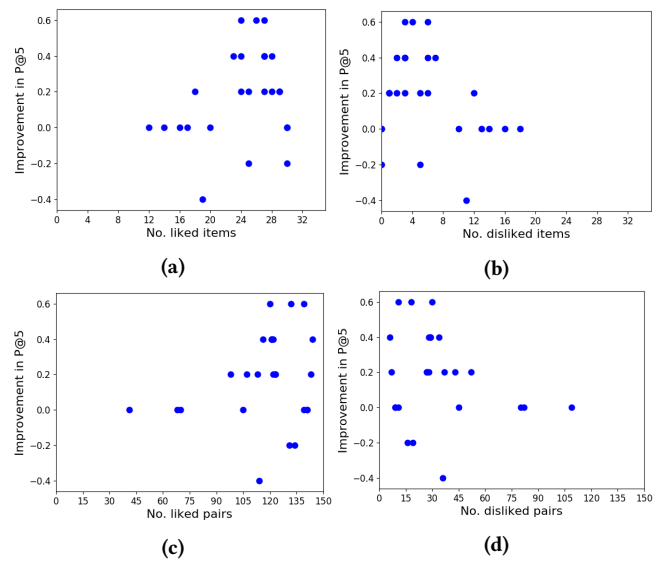 0.6
0.4
0.2
0.0
−0.2
−0.4
Improvement in P@5
0 4 8 12 16 20 24 28 32
No. liked items
(a)
0.6
0.4
0.2
0.0
−0.2
−0.4
Improvement in P@5
0 4 8 12 16 20 24 28 32
No. disliked items
(b)
0.6
0.4
0.2
0.0
−0.2
−0.4
Improvement in P@5
0 15 30 45 60 75 90 105 120 135 150
No. liked pairs
(c)
0.6
0.4
0.2
0.0
−0.2
−0.4
Improvement in P@5
0 15 30 45 60 75 90 105 120 135 150
No. disliked pairs
(d)